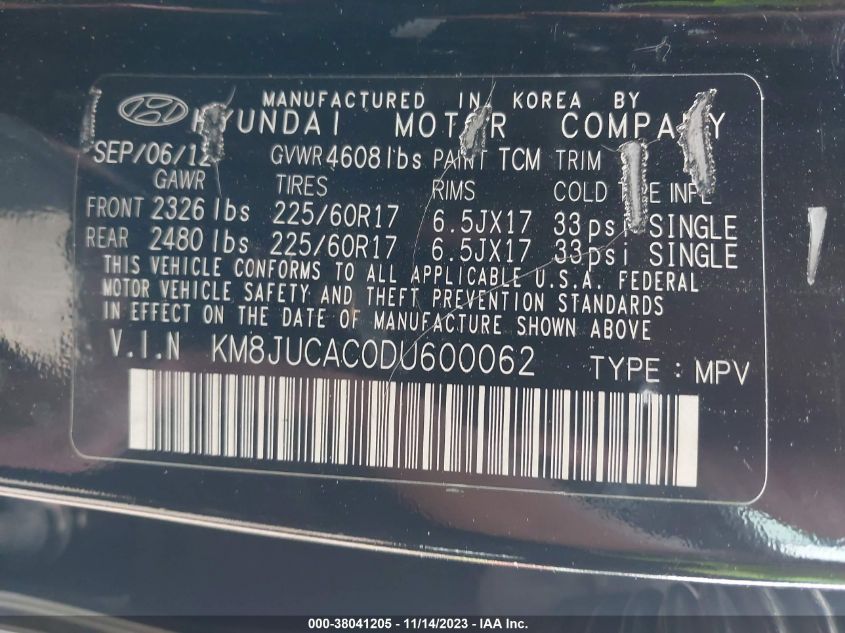 MANUFACTURED IN KOREA BY
HYUNDAI MOTOR COMPANY
SEP/06/12 GVWR 4608 lbs PAINT TCM TRIM
GAWR TIRES RIMS COLD TIRE INFL
FRONT 2326 lbs 225/60R17 6.5JX17 33psi SINGLE
REAR 2480 lbs 225/60R17 6.5JX17 33psi SINGLE
THIS VEHICLE CONFORMS TO ALL APPLICABLE U.S.A. FEDERAL
MOTOR VEHICLE SAFETY AND THEFT PREVENTION STANDARDS
IN EFFECT ON THE DATE OF MANUFACTURE SHOWN ABOVE
V.I.N KM8JUCAC0DU600062 TYPE : MPV
000-38041205 - 11/14/2023 - IAA Inc.